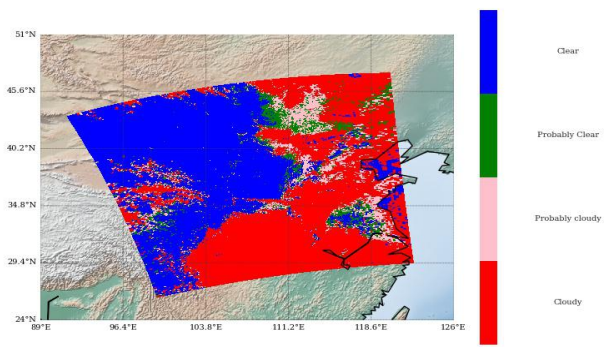 51°N
45.6°N
40.2°N
34.8°N
29.4°N
24°N
89°E 96.4°E 103.8°E 111.2°E 118.6°E 126°E
Clear
Probably Clear
Probably cloudy
Cloudy